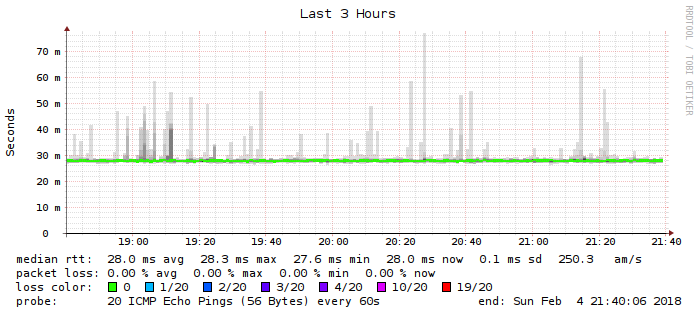 Last 3 Hours
RRDTOOL / TOBI OETIKER
Seconds
70 m
60 m
50 m
40 m
30 m
20 m
10 m
0
19:00 19:20 19:40 20:00 20:20 20:40 21:00 21:20 21:40
median rtt: 28.0 ms avg 28.3 ms max 27.6 ms min 28.0 ms now 0.1 ms sd 250.3 am/s
packet loss: 0.00 % avg 0.00 % max 0.00 % min 0.00 % now
loss color: 0 1/20 2/20 3/20 4/20 10/20 19/20
probe: 20 ICMP Echo Pings (56 Bytes) every 60s end: Sun Feb 4 21:40:06 2018